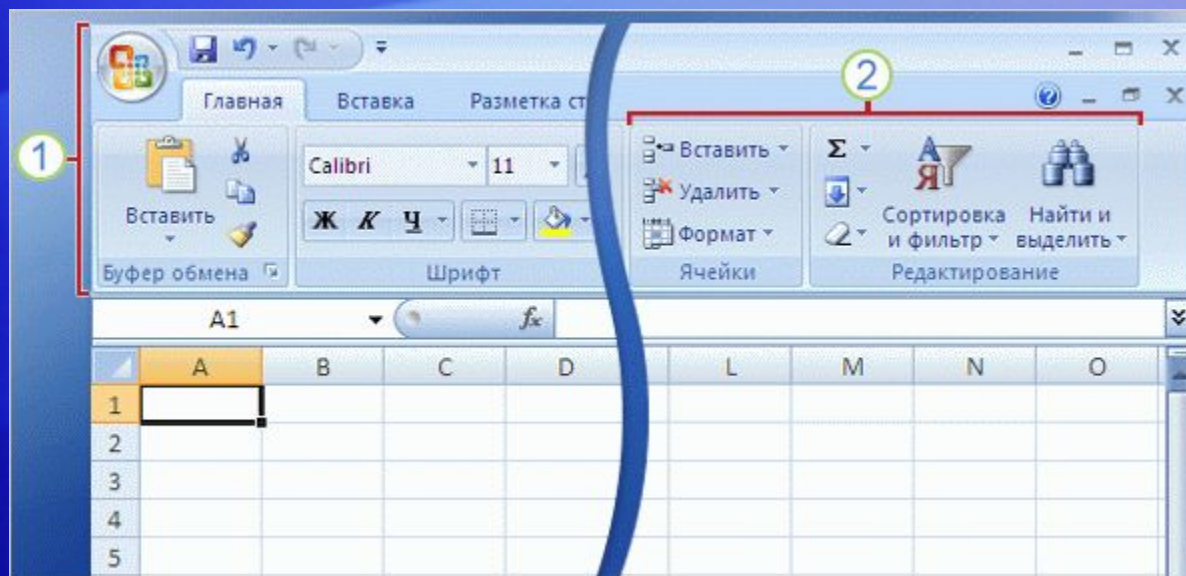 1
2
Главная Вставка Разметка ст
Calibri 11
Вставить
Ж К Ч
Вставить
Удалить
Формат
Σ
А
Я
Сортировка
и фильтр
Найти и
выделить
Буфер обмена Шрифт Ячейки Редактирование
A1 fx
A B C D L M N O
1
2
3
4
5